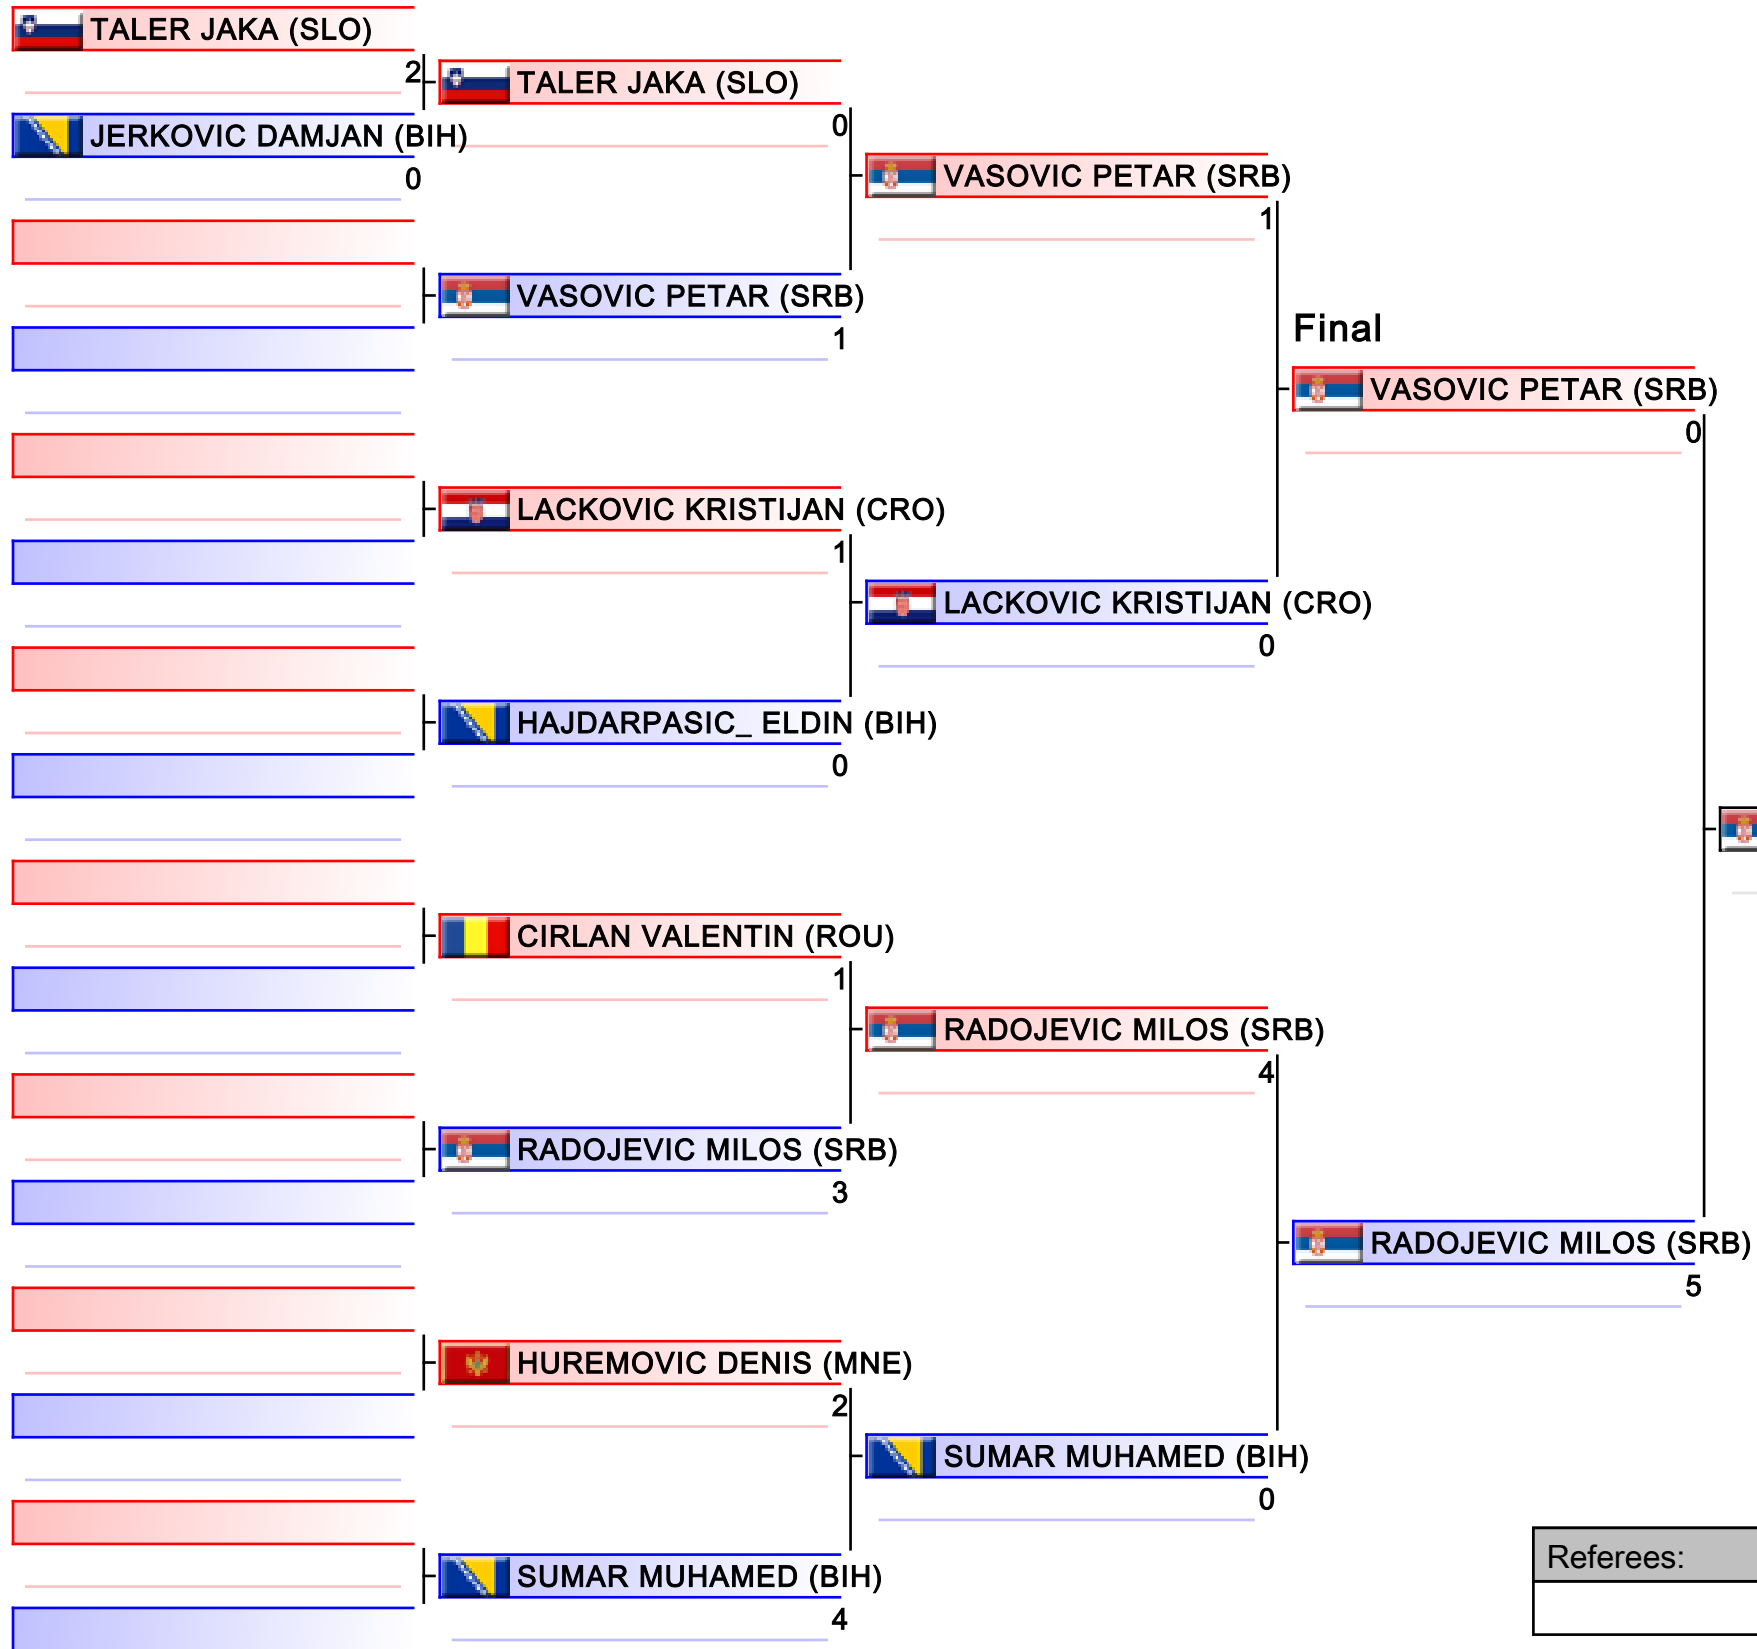 TALER JAKA (SLO)
2
JERKOVIC DAMJAN (BIH)
0
TALER JAKA (SLO)
0
VASOVIC PETAR (SRB)
1
LACKOVIC KRISTIJAN (CRO)
1
HAJDARPASIC_ ELDIN (BIH)
0
CIRLAN VALENTIN (ROU)
1
RADOJEVIC MILOS (SRB)
3
HUREMOVIC DENIS (MNE)
2
SUMAR MUHAMED (BIH)
4
VASOVIC PETAR (SRB)
1
LACKOVIC KRISTIJAN (CRO)
0
RADOJEVIC MILOS (SRB)
4
SUMAR MUHAMED (BIH)
0
Final
VASOVIC PETAR (SRB)
0
RADOJEVIC MILOS (SRB)
5
Referees: